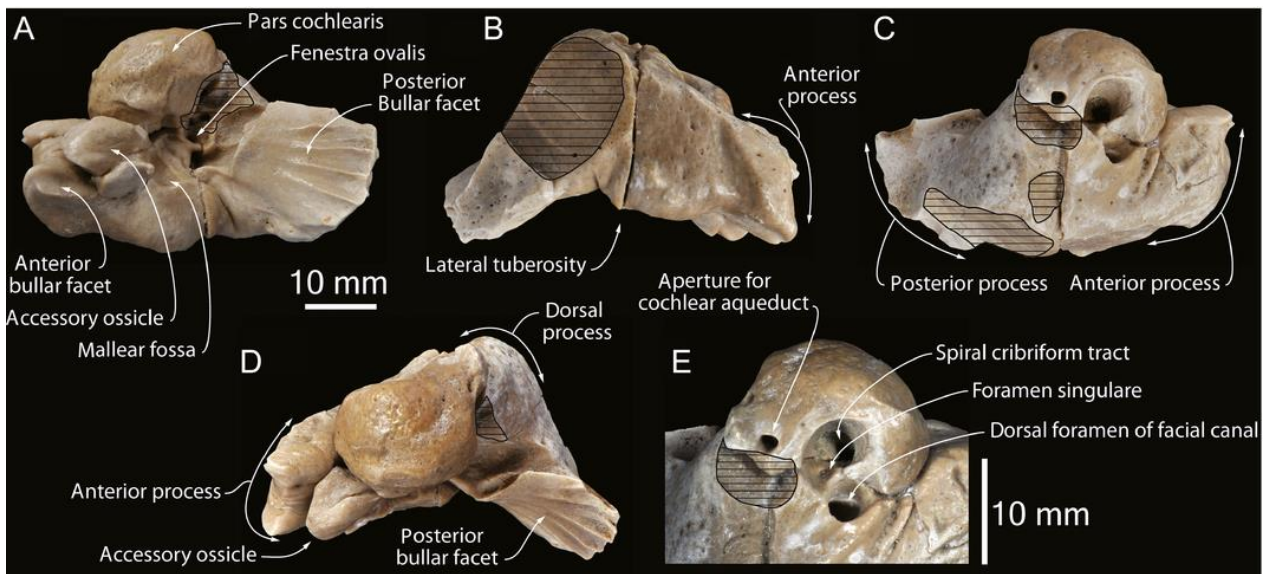 A
Pars cochlearis
Fenestra ovalis
Posterior
Bullar facet
Anterior
bullar facet
Accessory ossicle
Mallear fossa
10 mm
B
Anterior
process
Lateral tuberosity
C
Posterior process
Anterior process
D
Dorsal
process
Anterior process
Accessory ossicle
Posterior
bullar facet
E
Aperture for
cochlear aqueduct
Spiral cribriform tract
Foramen singulare
Dorsal foramen of facial canal
10 mm